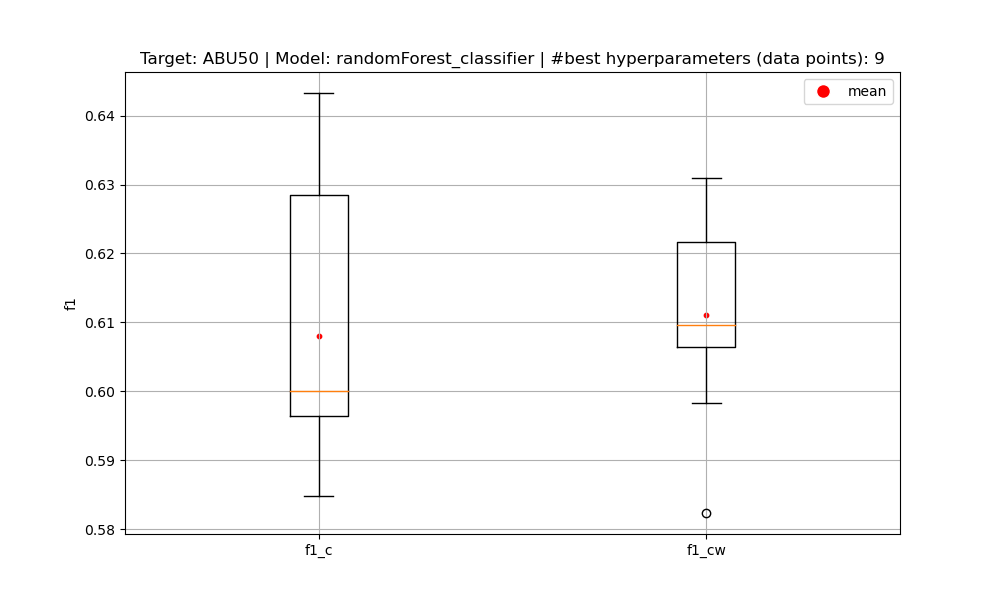 Target: ABU50 | Model: randomForest_classifier | #best hyperparameters (data points): 9
mean
0.64
0.63
0.62
0.61
0.60
0.59
0.58
f1
f1_c
f1_cw